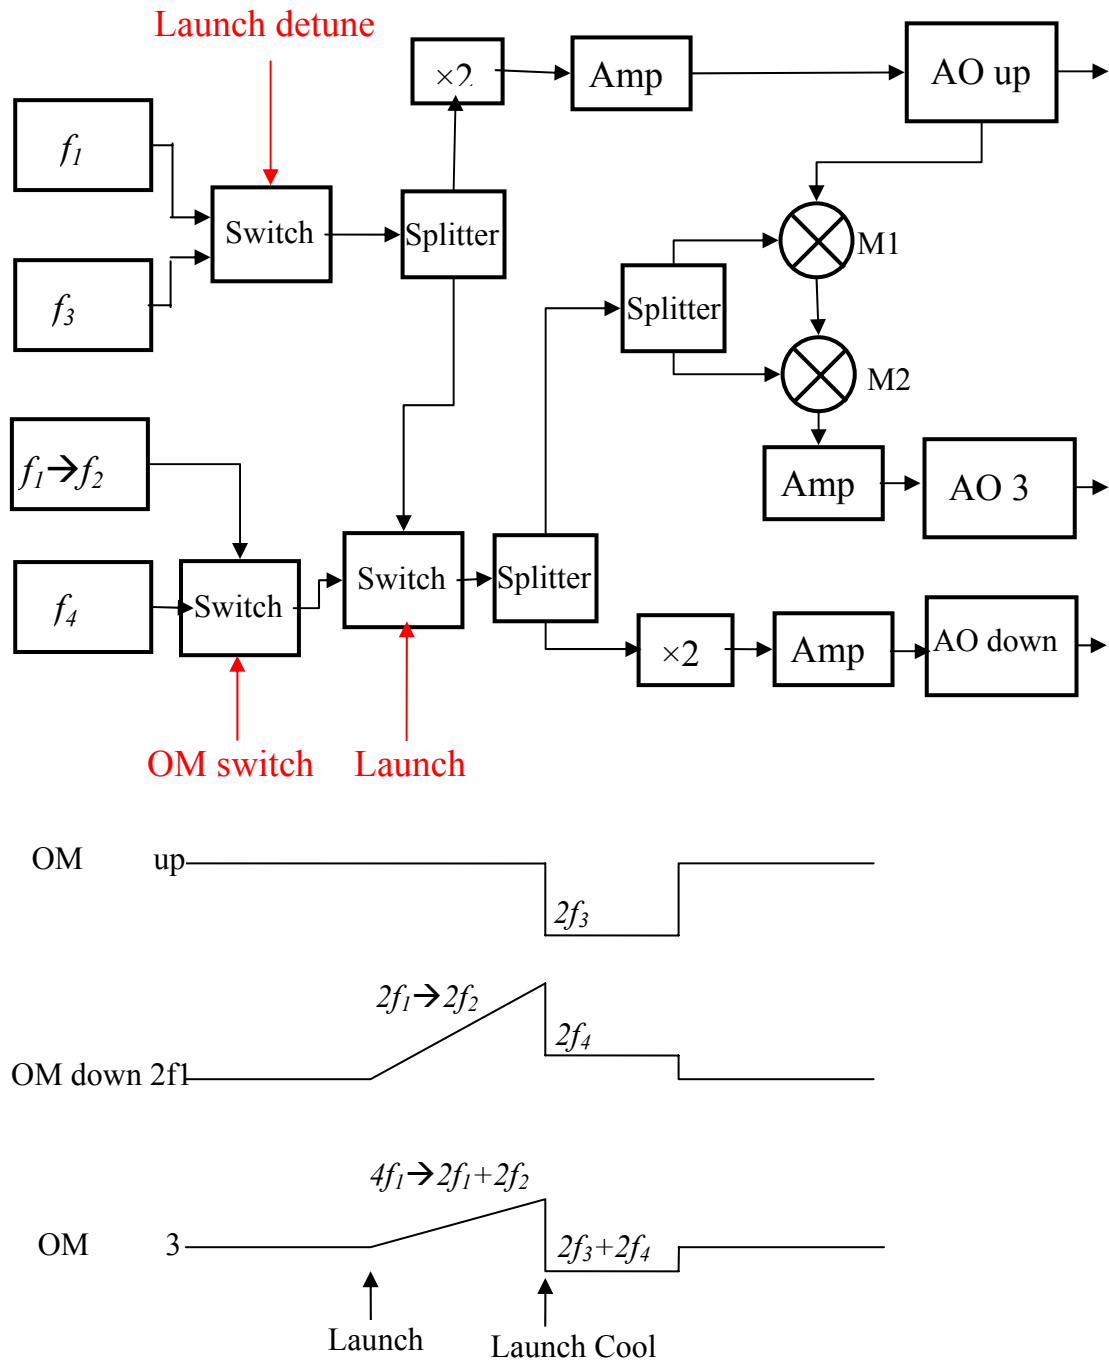 Launch detune
×2
Amp
AO up
f1
Switch
Splitter
M1
f3
Splitter
M2
f1→f2
Amp
AO 3
f4
Switch
Switch
Splitter
×2
Amp
AO down
OM switch
Launch
OM up
2f3
2f1→2f2
2f4
OM down 2f1
4f1→2f1+2f2
OM 3
2f3+2f4
Launch
Launch Cool